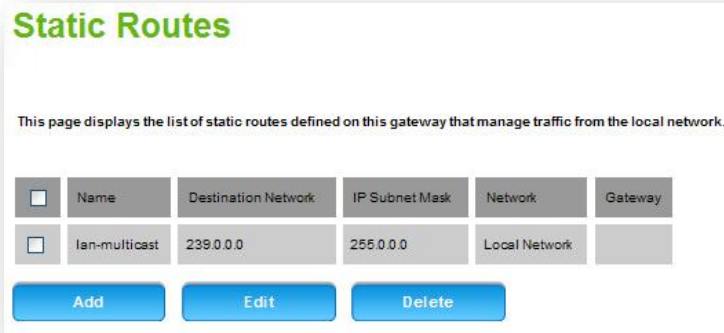 Static Routes
This page displays the list of static routes defined on this gateway that manage traffic from the local network.
Name Destination Network IP Subnet Mask Network Gateway
lan-multicast 239.0.0.0 255.0.0.0 Local Network
Add Edit Delete